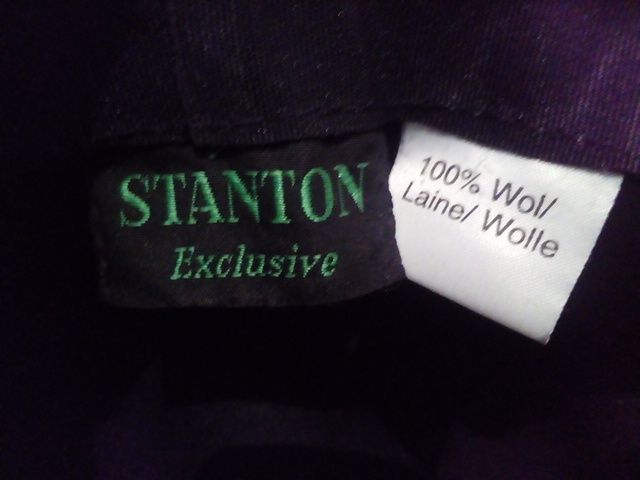 STANTON
Exclusive
100% Wol/
Laine/ Wolle